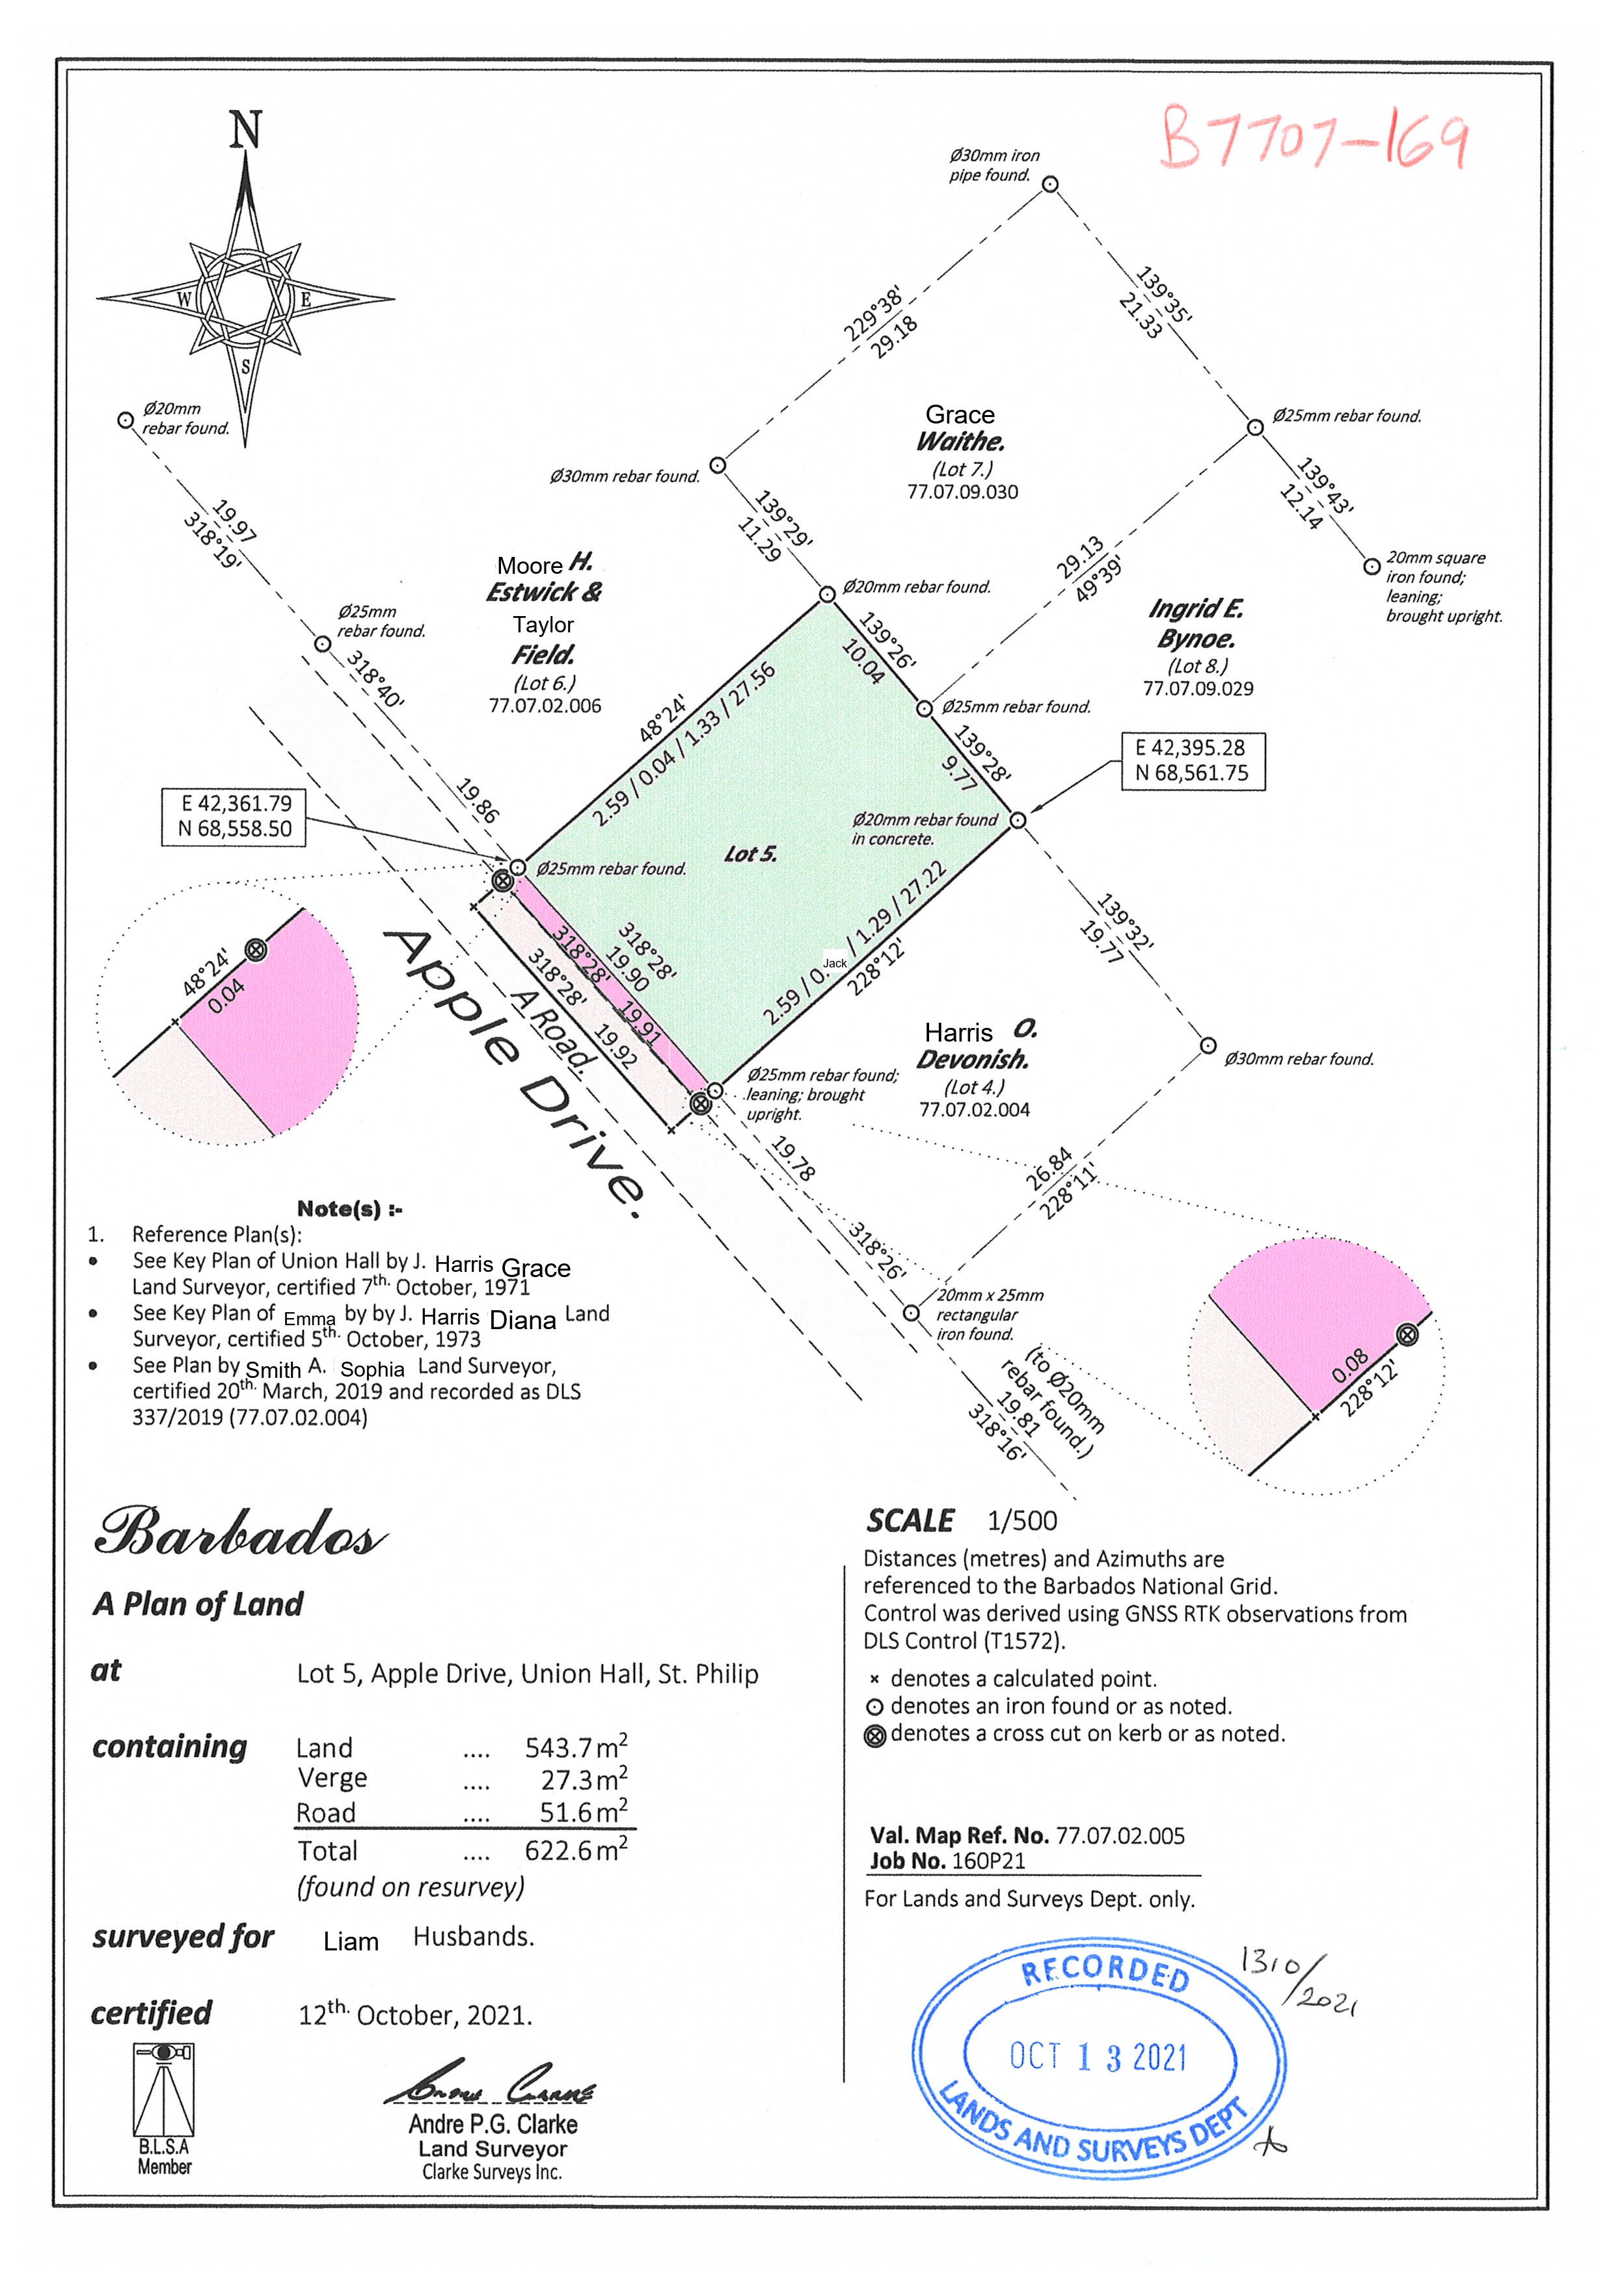 B7707-169
N
W
E
S
Ø30mm iron
pipe found.
139°35'
21.33
229°38'
29.18
Ø20mm
rebar found.
Grace
Waithe.
(Lot 7.)
77.07.09.030
Ø25mm rebar found.
Ø30mm rebar found.
139°43'
12.14
139°29'
11.29
19.97
318°19'
29.13
49°39'
20mm square
iron found;
leaning;
brought upright.
Moore H.
Estwick &
Taylor
Field.
(Lot 6.)
77.07.02.006
Ø20mm rebar found.
Ingrid E.
Bynoe.
(Lot 8.)
77.07.09.029
Ø25mm
rebar found.
139°26'
10.04
318°40'
19.86
48°24'
2.59 / 0.04 / 1.33 / 27.56
Ø25mm rebar found.
139°28'
9.77
E 42,395.28
N 68,561.75
E 42,361.79
N 68,558.50
Ø20mm rebar found
in concrete.
Lot 5.
Ø25mm rebar found.
2.59 / 0. Jack / 1.29 / 27.22
228°12'
139°32'
19.77
318°28'
19.90
318°28'
19.91
318°28'
19.92
48°24'
0.04
A Road.
Apple Drive.
Harris O.
Devonish.
(Lot 4.)
77.07.02.004
Ø30mm rebar found.
Ø25mm rebar found;
leaning; brought
upright.
19.78
318°26'
26.84
228°11'
20mm x 25mm
rectangular
iron found.
(to Ø20mm
rebar found.)
19.81
318°16'
0.08
228°12'
Note(s) :-
1. Reference Plan(s):
• See Key Plan of Union Hall by J. Harris Grace
Land Surveyor, certified 7th. October, 1971
• See Key Plan of Emma by by J. Harris Diana Land
Surveyor, certified 5th. October, 1973
• See Plan by Smith A. Sophia Land Surveyor,
certified 20th. March, 2019 and recorded as DLS
337/2019 (77.07.02.004)
Barbados
A Plan of Land
at Lot 5, Apple Drive, Union Hall, St. Philip
containing Land .... 543.7 m²
Verge .... 27.3 m²
Road .... 51.6 m²
Total .... 622.6 m²
(found on resurvey)
surveyed for Liam Husbands.
certified 12th. October, 2021.
B.L.S.A
Member
Andre P.G. Clarke
Land Surveyor
Clarke Surveys Inc.
SCALE 1/500
Distances (metres) and Azimuths are
referenced to the Barbados National Grid.
Control was derived using GNSS RTK observations from
DLS Control (T1572).
× denotes a calculated point.
⊙ denotes an iron found or as noted.
⊗ denotes a cross cut on kerb or as noted.
Val. Map Ref. No. 77.07.02.005
Job No. 160P21
For Lands and Surveys Dept. only.
RECORDED
OCT 13 2021
LANDS AND SURVEYS DEPT
1310/2021